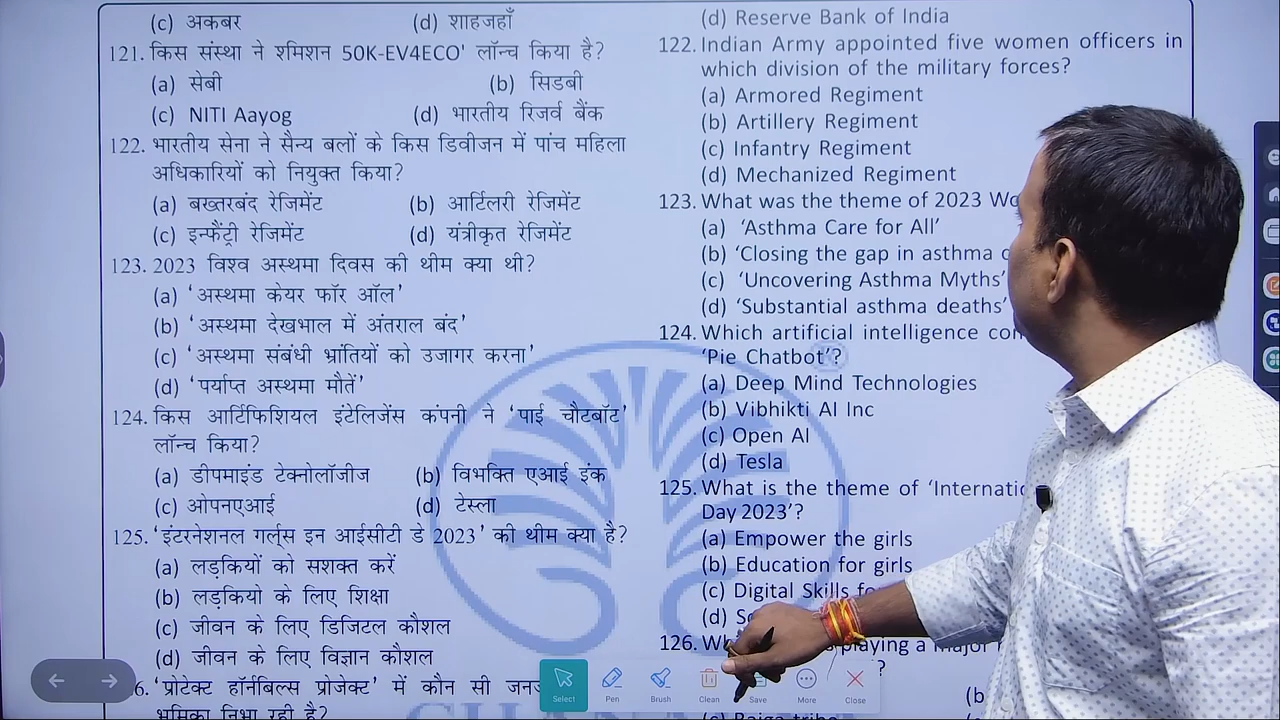 (c) अकबर (d) शाहजहाँ
121. किस संस्था ने श्मिशन 50K-EV4ECO' लॉन्च किया है?
(a) सेबी (b) सिडबी
(c) NITI Aayog (d) भारतीय रिजर्व बैंक
122. भारतीय सेना ने सैन्य बलों के किस डिवीजन में पांच महिला
अधिकारियों को नियुक्त किया?
(a) बख्तरबंद रेजिमेंट (b) आर्टिलरी रेजिमेंट
(c) इन्फैंट्री रेजिमेंट (d) यंत्रीकृत रेजिमेंट
123. 2023 विश्व अस्थमा दिवस की थीम क्या थी?
(a) ‘अस्थमा केयर फॉर ऑल’
(b) ‘अस्थमा देखभाल में अंतराल बंद’
(c) ‘अस्थमा संबंधी भ्रांतियों को उजागर करना’
(d) ‘पर्याप्त अस्थमा मौतें’
124. किस आर्टिफिशियल इंटेलिजेंस कंपनी ने ‘पाई चौटबॉट’
लॉन्च किया?
(a) डीपमाइंड टेक्नोलॉजीज (b) विभक्ति एआई इंक
(c) ओपनएआई (d) टेस्ला
125. ‘इंटरनेशनल गर्ल्स इन आईसीटी डे 2023’ की थीम क्या है?
(a) लड़कियों को सशक्त करें
(b) लड़कियो के लिए शिक्षा
(c) जीवन के लिए डिजिटल कौशल
(d) जीवन के लिए विज्ञान कौशल
6. ‘प्रोटेक्ट हॉर्नबिल्स प्रोजेक्ट’ में कौन सी
भूमिका निभा रही है?
(d) Reserve Bank of India
122. Indian Army appointed five women officers in
which division of the military forces?
(a) Armored Regiment
(b) Artillery Regiment
(c) Infantry Regiment
(d) Mechanized Regiment
123. What was the theme of 2023
(a) ‘Asthma Care for All’
(b) ‘Closing the gap in asthma
(c) ‘Uncovering Asthma Myths’
(d) ‘Substantial asthma deaths’
124. Which artificial intelligence
‘Pie Chatbot’?
(a) Deep Mind Technologies
(b) Vibhikti AI Inc
(c) Open AI
(d) Tesla
125. What is the theme of
Day 2023’?
(a) Empower the girls
(b) Education for girls
(c) Digital Skills
(d)
126. playing a major
(b)
(c) Baiga tribe
Select Pen Brush Clean Save More Close